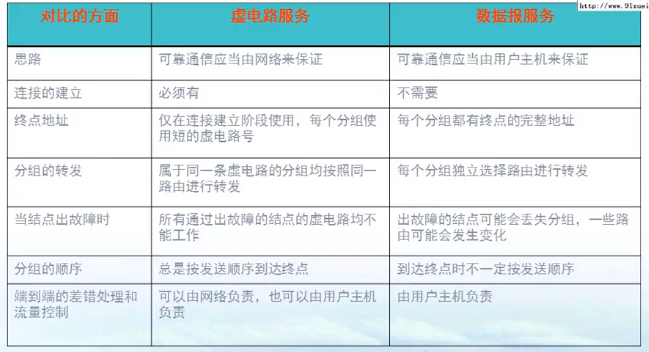 http://www.91xuei
对比的方面 虚电路服务 数据报服务
思路 可靠通信应当由网络来保证 可靠通信应当由用户主机来保证
连接的建立 必须有 不需要
终点地址 仅在连接建立阶段使用，每个分组使用短的虚电路号 每个分组都有终点的完整地址
分组的转发 属于同一条虚电路的分组均按照同一路由进行转发 每个分组独立选择路由进行转发
当结点出故障时 所有通过出故障的结点的虚电路均不能工作 出故障的结点可能会丢失分组，一些路由可能会发生变化
分组的顺序 总是按发送顺序到达终点 到达终点时不一定按发送顺序
端到端的差错处理和流量控制 可以由网络负责，也可以由用户主机负责 由用户主机负责